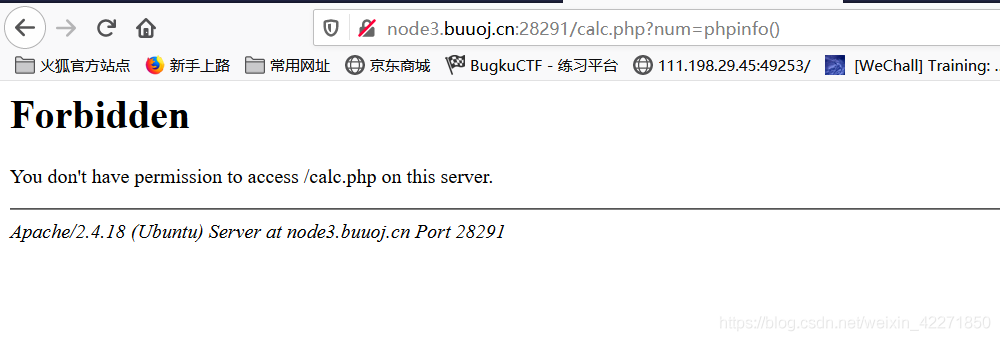 node3.buuoj.cn:28291/calc.php?num=phpinfo()
火狐官方站点 新手上路 常用网址 京东商城 BugkuCTF - 练习平台 111.198.29.45:49253/ [WeChall] Training: ...
Forbidden
You don't have permission to access /calc.php on this server.
Apache/2.4.18 (Ubuntu) Server at node3.buuoj.cn Port 28291
https://blog.csdn.net/weixin_42271850